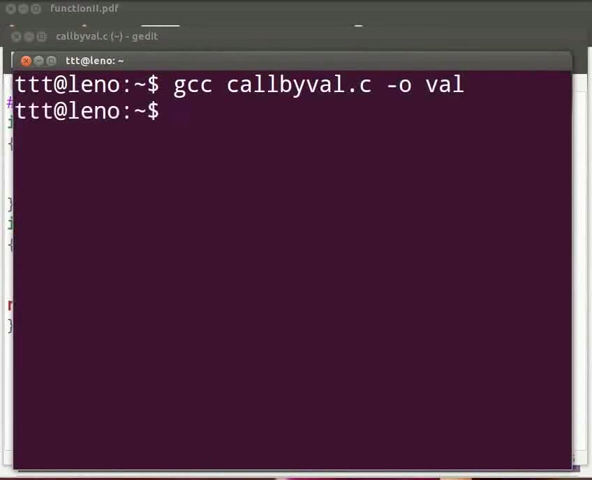 functionII.pdf
callbyval.c (~) - gedit
ttt@leno: ~
ttt@leno:~$ gcc callbyval.c -o val
ttt@leno:~$